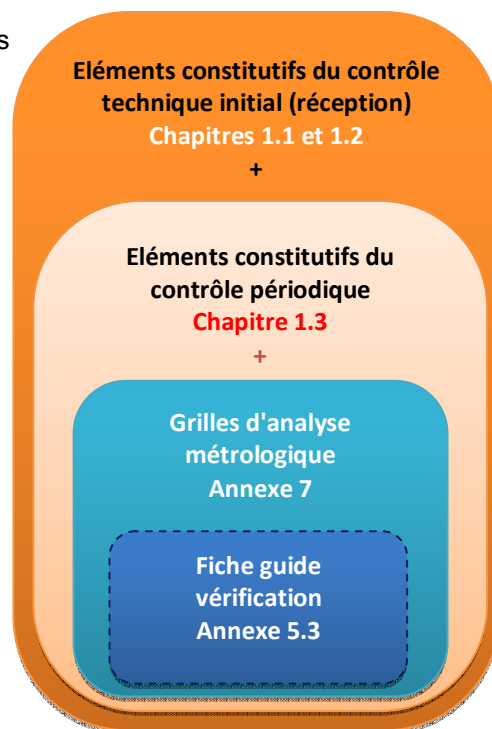 s
Eléments constitutifs du contrôle
technique initial (réception)
Chapitres 1.1 et 1.2
+
Eléments constitutifs du
contrôle périodique
Chapitre 1.3
+
Grilles d'analyse
métrologique
Annexe 7
Fiche guide
vérification
Annexe 5.3